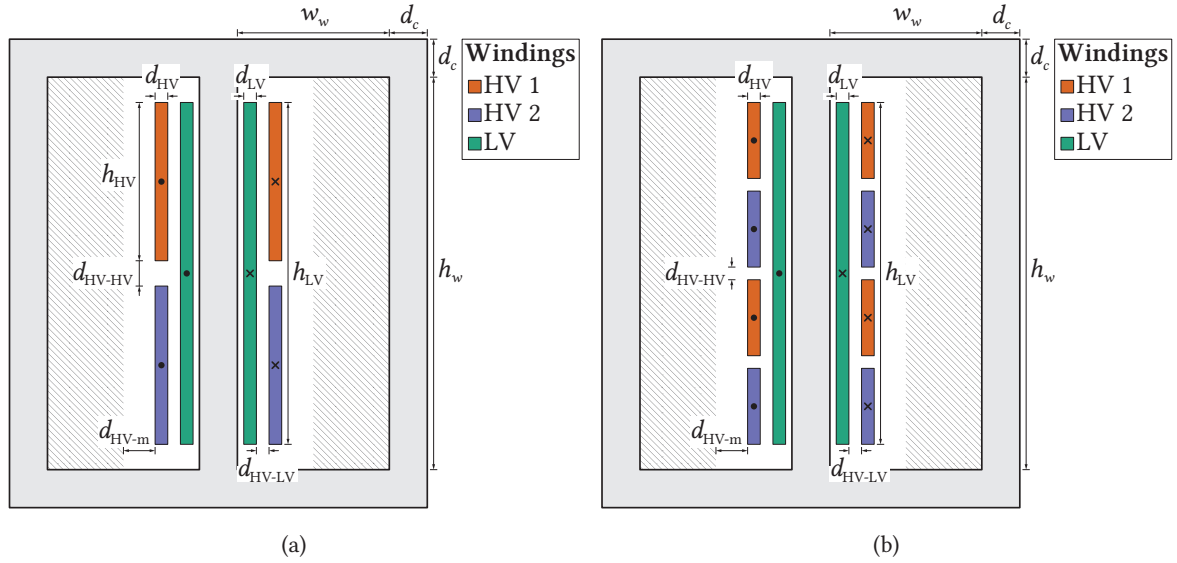 w_w
d_c
d_c
d_HV
d_LV
h_HV
d_HV-HV
h_LV
h_w
d_HV-m
d_HV-LV
Windings
HV 1
HV 2
LV
(a)
w_w
d_c
d_c
d_HV
d_LV
d_HV-HV
h_LV
h_w
d_HV-m
d_HV-LV
Windings
HV 1
HV 2
LV
(b)